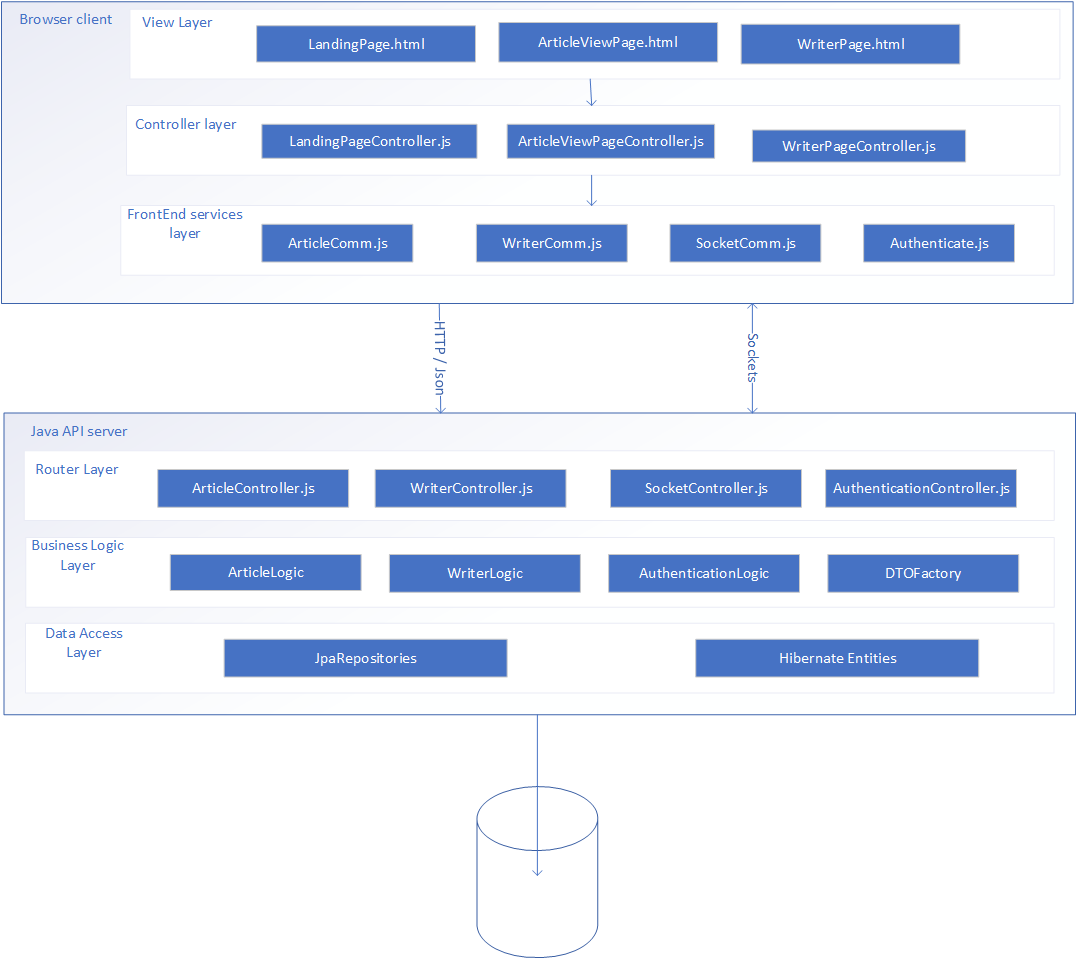 Browser client
View Layer
LandingPage.html
ArticleViewPage.html
WriterPage.html
Controller layer
LandingPageController.js
ArticleViewPageController.js
WriterPageController.js
FrontEnd services
layer
ArticleComm.js
WriterComm.js
SocketComm.js
Authenticate.js
HTTP / Json
Sockets
Java API server
Router Layer
ArticleController.js
WriterController.js
SocketController.js
AuthenticationController.js
Business Logic
Layer
ArticleLogic
WriterLogic
AuthenticationLogic
DTOFactory
Data Access
Layer
JpaRepositories
Hibernate Entities